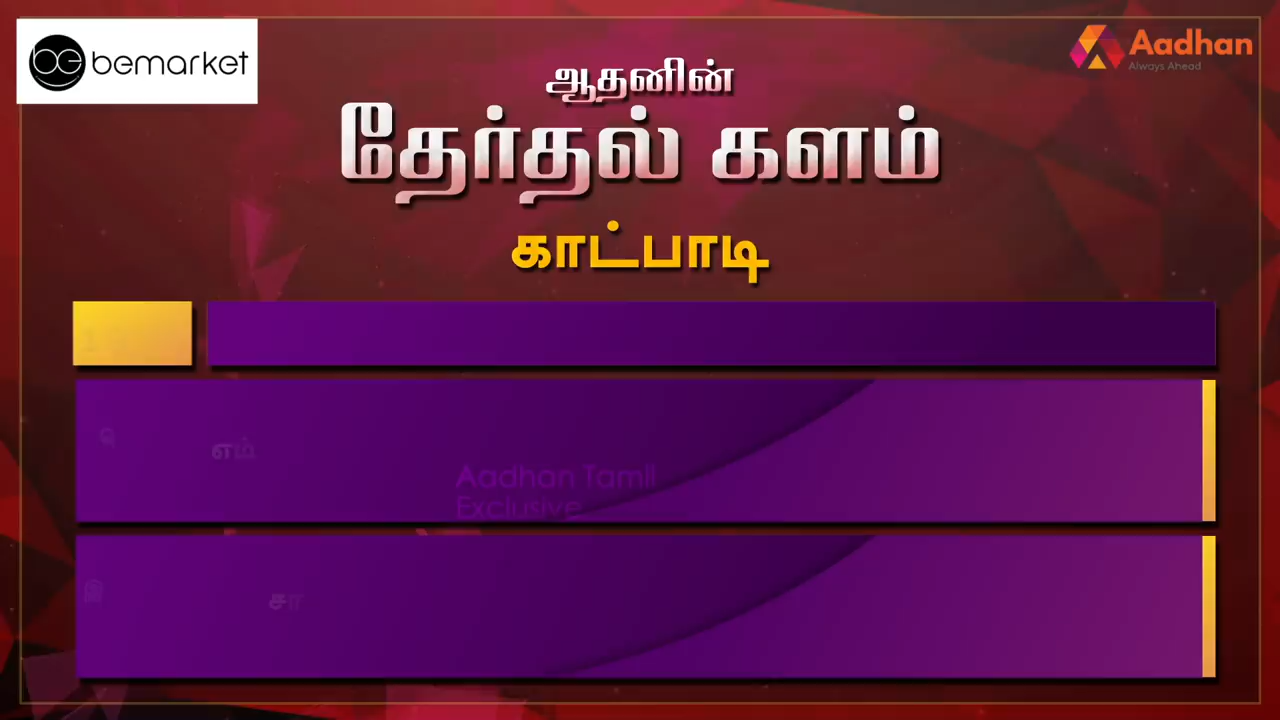 bemarket
Aadhan
Always Ahead
ஆதனின்
தேர்தல் களம்
காட்பாடி
எம்
Aadhan Tamil
Exclusive
சா